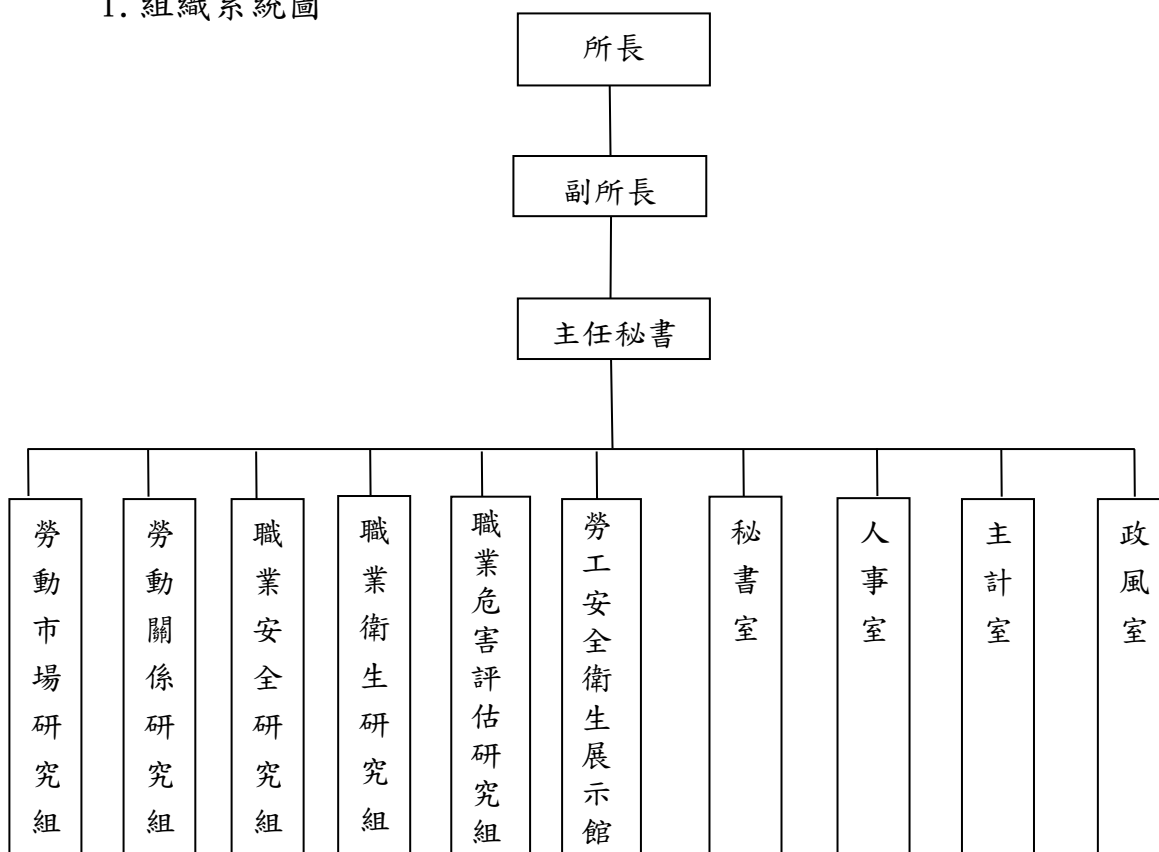 1. 組織系統圖
所長
副所長
主任秘書
勞動市場研究組
勞動關係研究組
職業安全研究組
職業衛生研究組
職業危害評估研究組
勞工安全衛生展示館
秘書室
人事室
主計室
政風室